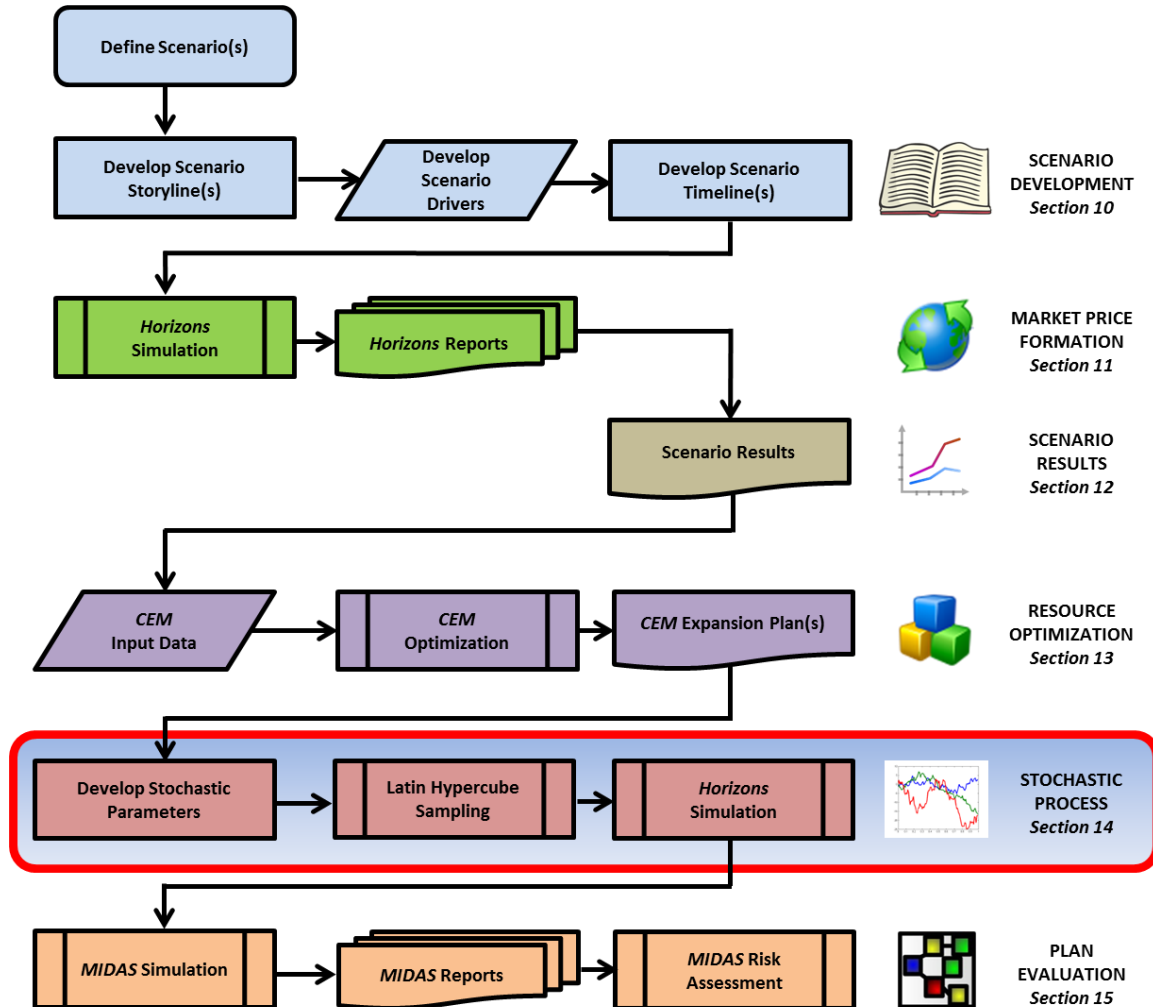 Define Scenario(s)
Develop Scenario
Storyline(s)
Develop
Scenario
Drivers
Develop Scenario
Timeline(s)
SCENARIO
DEVELOPMENT
Section 10
Horizons
Simulation
Horizons Reports
MARKET PRICE
FORMATION
Section 11
Scenario Results
SCENARIO
RESULTS
Section 12
CEM
Input Data
CEM
Optimization
CEM Expansion Plan(s)
RESOURCE
OPTIMIZATION
Section 13
Develop Stochastic
Parameters
Latin Hypercube
Sampling
Horizons
Simulation
STOCHASTIC
PROCESS
Section 14
MIDAS Simulation
MIDAS Reports
MIDAS Risk
Assessment
PLAN
EVALUATION
Section 15